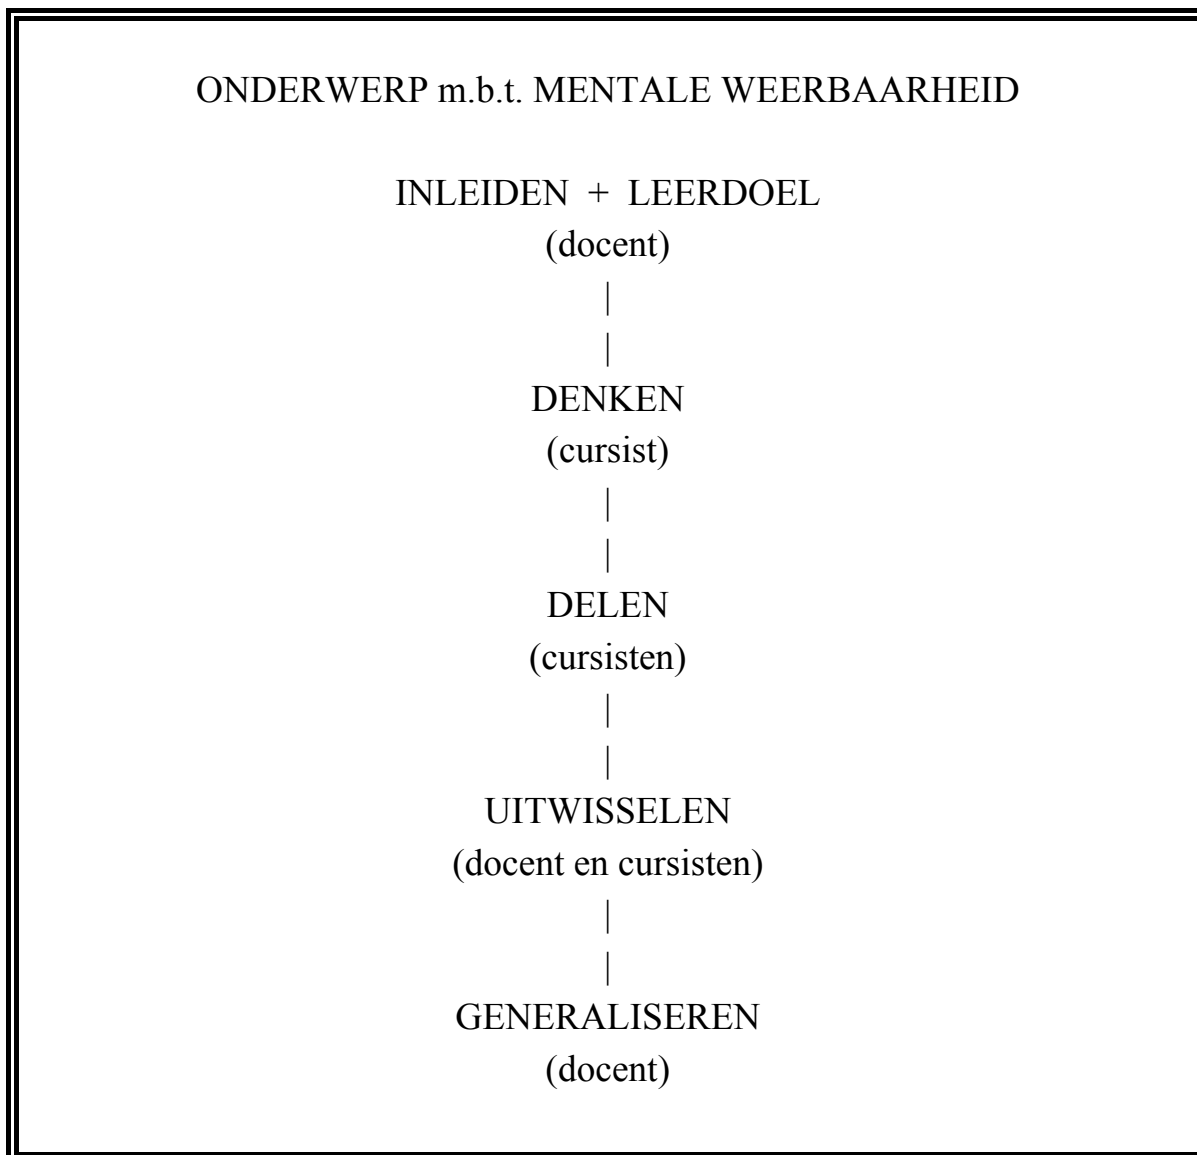 ONDERWERP m.b.t. MENTALE WEERBAARHEID
INLEIDEN + LEERDOEL
(docent)
|
|
DENKEN
(cursist)
|
|
DELEN
(cursisten)
|
|
UITWISSELEN
(docent en cursisten)
|
|
GENERALISEREN
(docent)